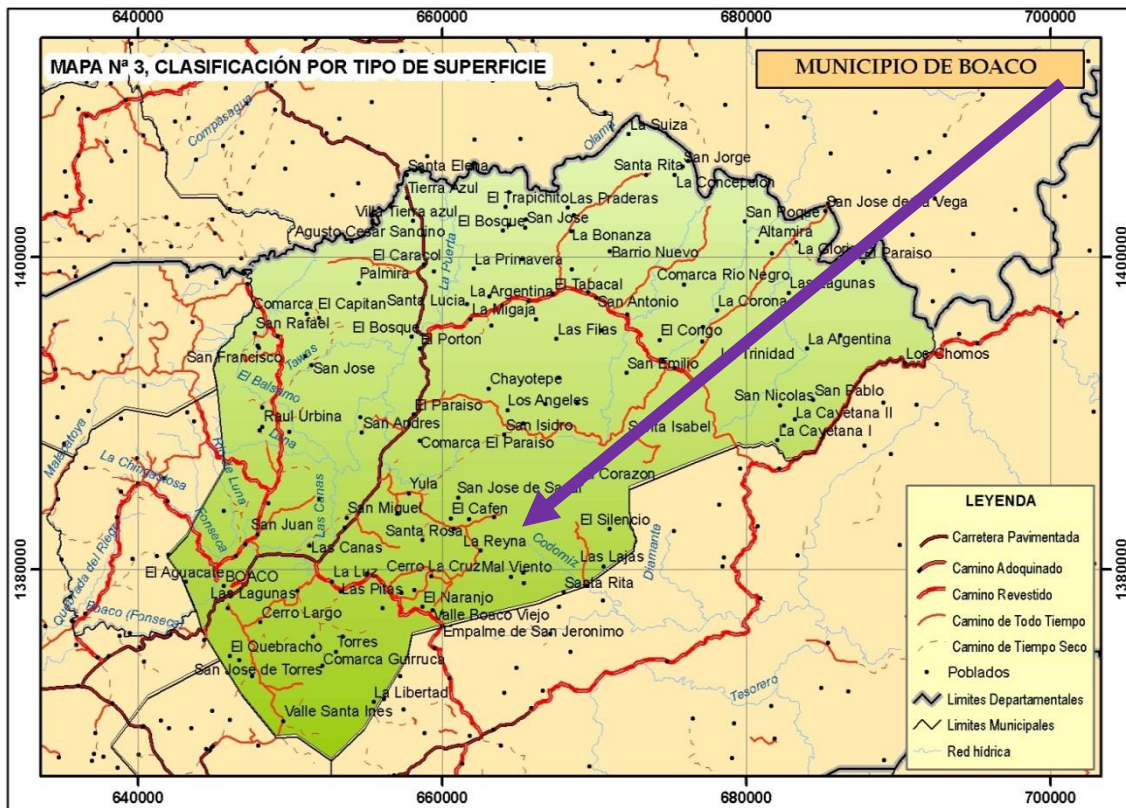 640000 660000 680000 700000
MAPA Nª 3, CLASIFICACIÓN POR TIPO DE SUPERFICIE
MUNICIPIO DE BOACO
Compasagua
Olama
La Suiza
San Jorge
Santa Rita
La Concepcion
Santa Elena
Tierra Azul
El Trapichito
Las Praderas
Villa Tierra azul
El Bosque
San Jose
San Roque
San Jose de la Vega
Agusto Cesar Sandino
La Puerta
La Bonanza
Altamira
1400000
1400000
El Caracol
Barrio Nuevo
El Paraiso
Palmira
La Primavera
Comarca Río Negro
Las Lagunas
Comarca El Capitan
Santa Lucia
La Argentina
El Tabacal
San Antonio
La Corona
La Migaja
San Rafael
El Bosque
El Porton
Las Filas
El Congo
La Argentina
San Francisco
Tawas
San Jose
Trinidad
Los Chomos
San Emilio
El Balsamo
Chayotepe
San Nicolas
San Pablo
Raul Urbina
El Paraiso
Los Angeles
La Cayetana II
Luna
San Andres
San Isidro
Santa Isabel
La Cayetana I
Comarca El Paraiso
Malacatoya
La Chingastosa
Rio de Luna
Corazon
Yula
San Jose de
Las Canas
San Miguel
El Cafen
El Silencio
Fonseca
San Juan
Santa Rosa
La Reyna
Codorniz
Diamante
Las Canas
Las Lajas
Quebrada del Riego
El Aguacate
BOACO
La Luz
Cerro La Cruz
Mal Viento
1380000
1380000
Las Lagunas
Las Pitas
Santa Rita
El Naranjo
Boaco (Fonseca)
Cerro Largo
Valle Boaco Viejo
Empalme de San Jeronimo
El Quebracho
Torres
San Jose de Torres
Comarca Guirruca
La Libertad
Tesorero
Valle Santa Ines
LEYENDA
Carretera Pavimentada
Camino Adoquinado
Camino Revestido
Camino de Todo Tiempo
Camino de Tiempo Seco
Poblados
Limites Departamentales
Limites Municipales
Red hídrica
640000 660000 680000 700000